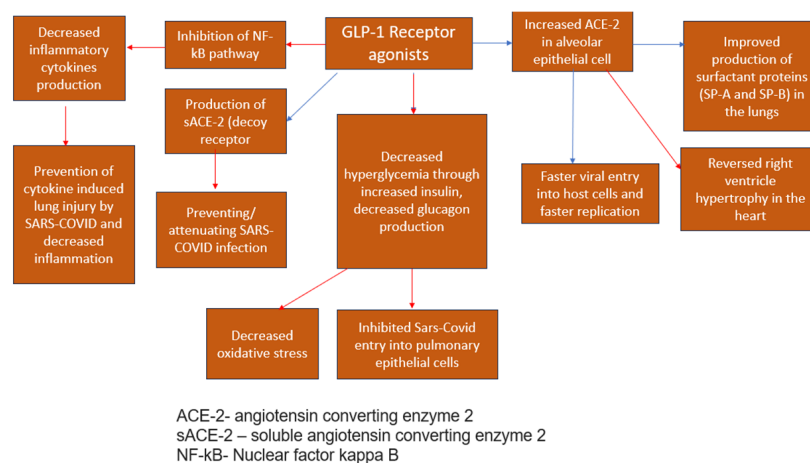 Decreased
inflammatory
cytokines
production
Inhibition of NF-
kB pathway
GLP-1 Receptor
agonists
Increased ACE-2
in alveolar
epithelial cell
Improved
production of
surfactant proteins
(SP-A and SP-B) in
the lungs
Production of
sACE-2 (decoy
receptor
Prevention of
cytokine induced
lung injury by
SARS-COVID and
decreased
inflammation
Preventing/
attenuating SARS-
COVID infection
Decreased
hyperglycemia through
increased insulin,
decreased glucagon
production
Faster viral entry
into host cells and
faster replication
Reversed right
ventricle
hypertrophy in the
heart
Decreased
oxidative stress
Inhibited Sars-Covid
entry into pulmonary
epithelial cells
ACE-2- angiotensin converting enzyme 2
sACE-2 – soluble angiotensin converting enzyme 2
NF-kB- Nuclear factor kappa B